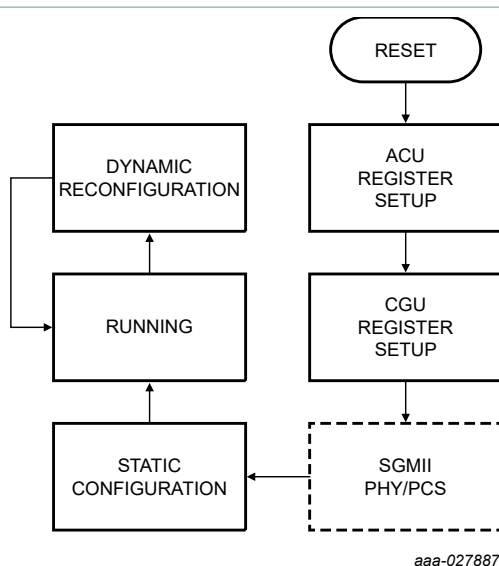 RESET
ACU
REGISTER
SETUP
CGU
REGISTER
SETUP
SGMII
PHY/PCS
STATIC
CONFIGURATION
RUNNING
DYNAMIC
RECONFIGURATION
aaa-027887